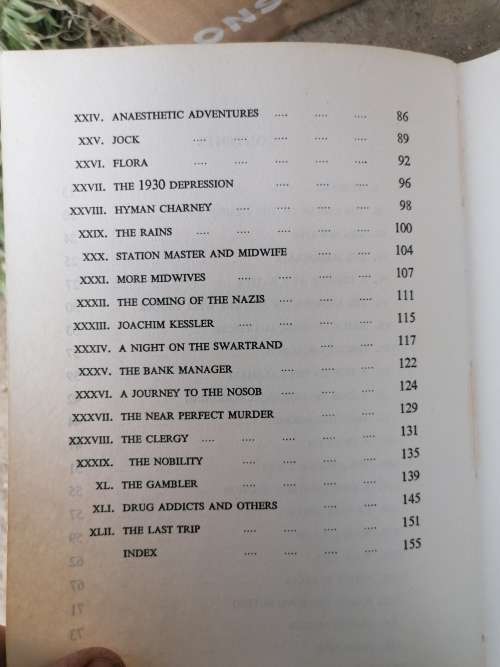 NOS
XXIV. ANAESTHETIC ADVENTURES .... .... .... 86
XXV. JOCK .... .... .... .... .... 89
XXVI. FLORA .... .... .... .... .... 92
XXVII. THE 1930 DEPRESSION .... .... .... 96
XXVIII. HYMAN CHARNEY .... .... .... .... 98
XXIX. THE RAINS .... .... .... .... .... 100
XXX. STATION MASTER AND MIDWIFE .... .... 104
XXXI. MORE MIDWIVES .... .... .... .... 107
XXXII. THE COMING OF THE NAZIS .... .... .... 111
XXXIII. JOACHIM KESSLER .... .... .... .... 115
XXXIV. A NIGHT ON THE SWARTRAND .... .... 117
XXXV. THE BANK MANAGER .... .... .... 122
XXXVI. A JOURNEY TO THE NOSOB .... .... .... 124
XXXVII. THE NEAR PERFECT MURDER .... .... 129
XXXVIII. THE CLERGY .... .... .... .... .... 131
XXXIX. THE NOBILITY .... .... .... .... 135
XL. THE GAMBLER .... .... .... .... 139
XLI. DRUG ADDICTS AND OTHERS .... .... 145
XLII. THE LAST TRIP .... .... .... .... 151
INDEX .... .... .... .... 155